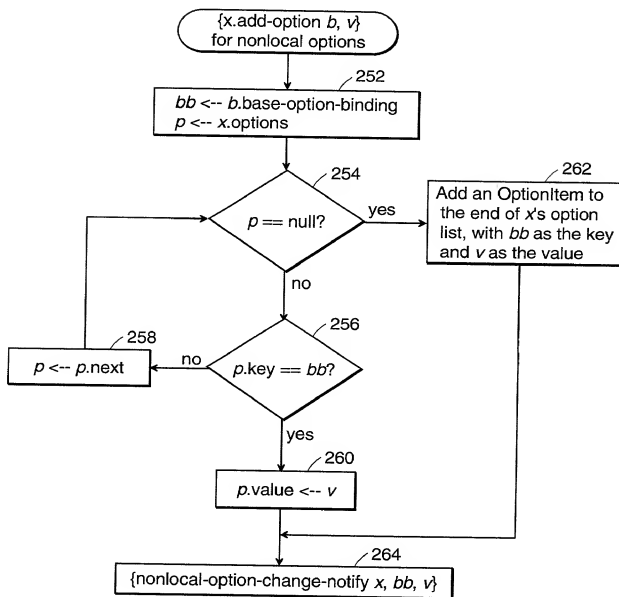 {x.add-option b, v}
for nonlocal options
252
bb <-- b.base-option-binding
p <-- x.options
254
p == null?
yes
262
Add an OptionItem to
the end of x's option
list, with bb as the key
and v as the value
no
256
p.key == bb?
no
258
p <-- p.next
yes
260
p.value <-- v
264
{nonlocal-option-change-notify x, bb, v}